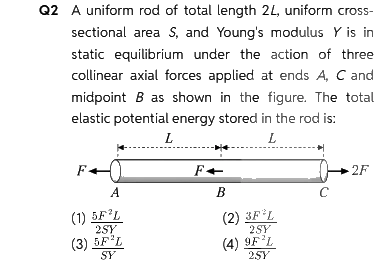 Q2 A uniform rod of total length 2L, uniform cross-
sectional area S, and Young's modulus Y is in
static equilibrium under the action of three
collinear axial forces applied at ends A, C and
midpoint B as shown in the figure. The total
elastic potential energy stored in the rod is:
L L
F F 2F
A B C
(1) 5F²L/2SY (2) 3F²L/2SY
(3) 5F²L/SY (4) 9F²L/2SY